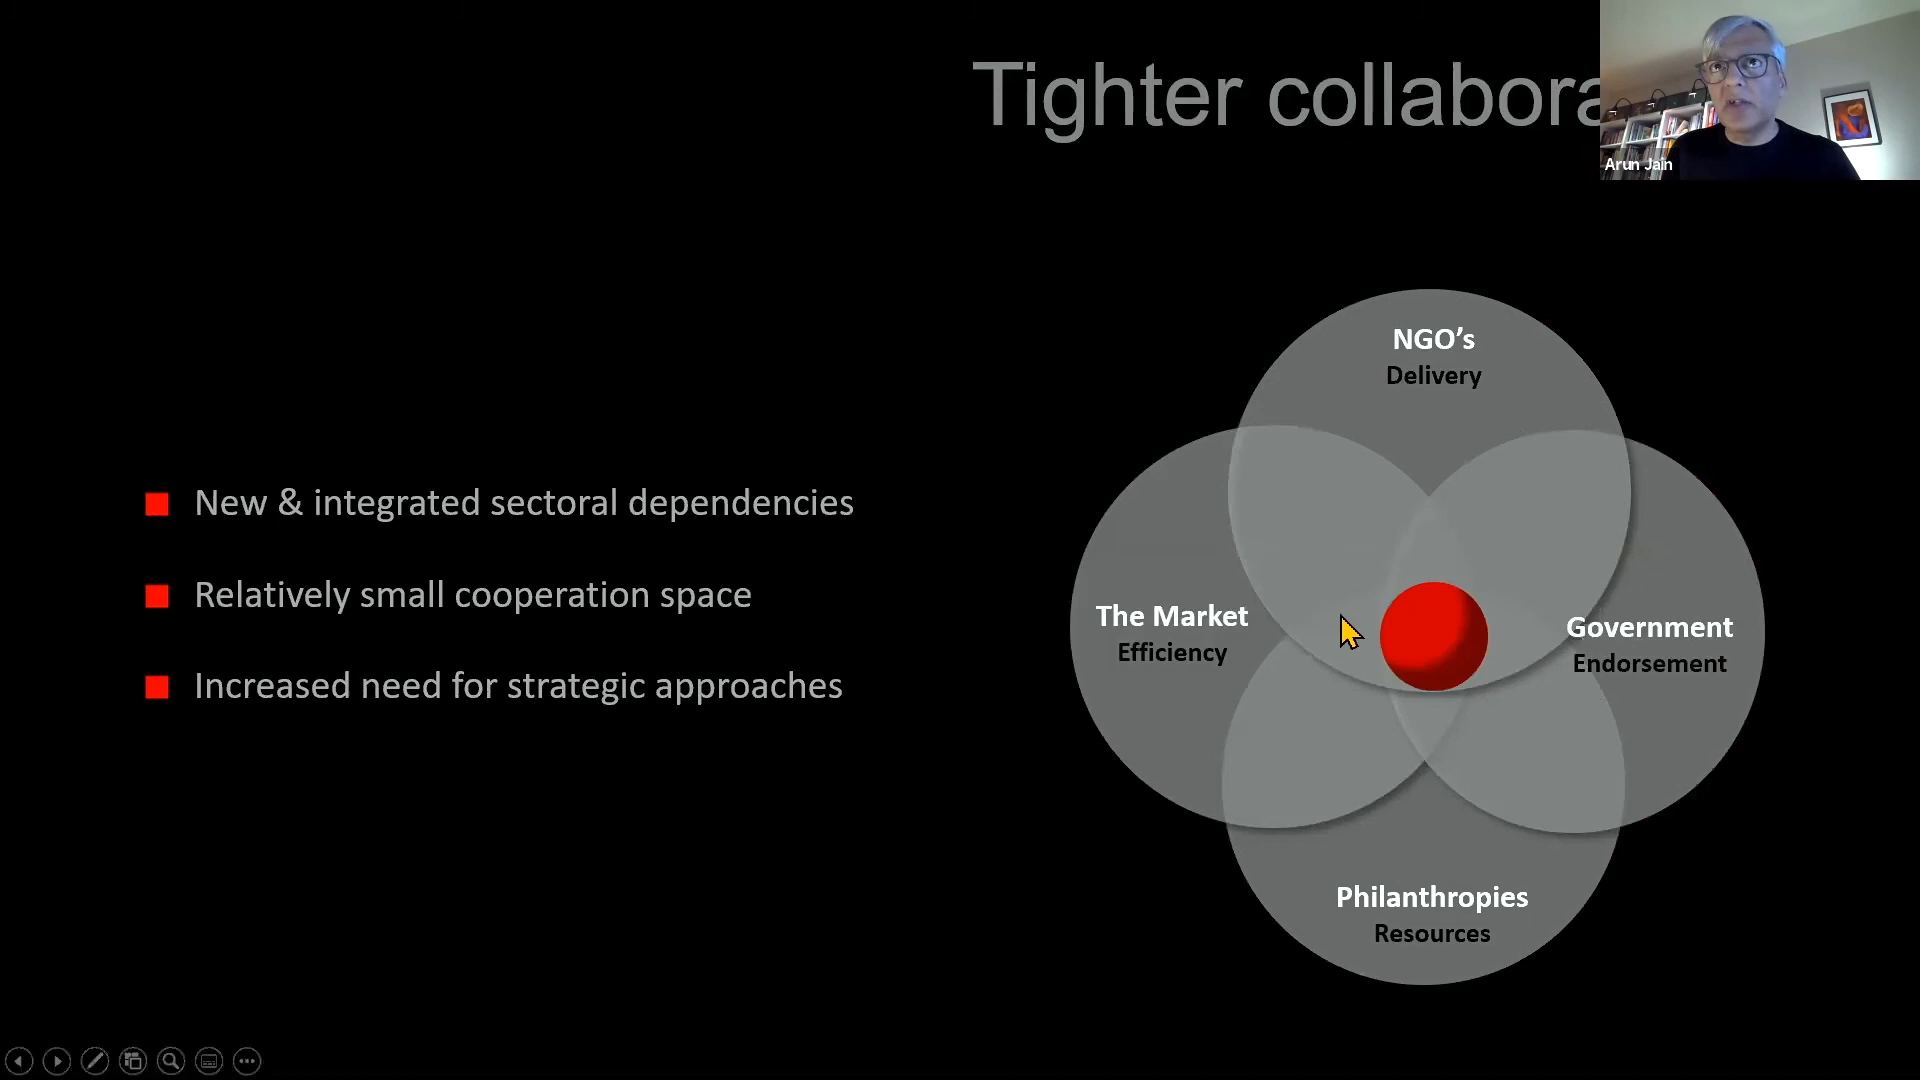 Tighter collabora
Arun Jain
New & integrated sectoral dependencies
Relatively small cooperation space
Increased need for strategic approaches
NGO’s
Delivery
The Market
Efficiency
Government
Endorsement
Philanthropies
Resources